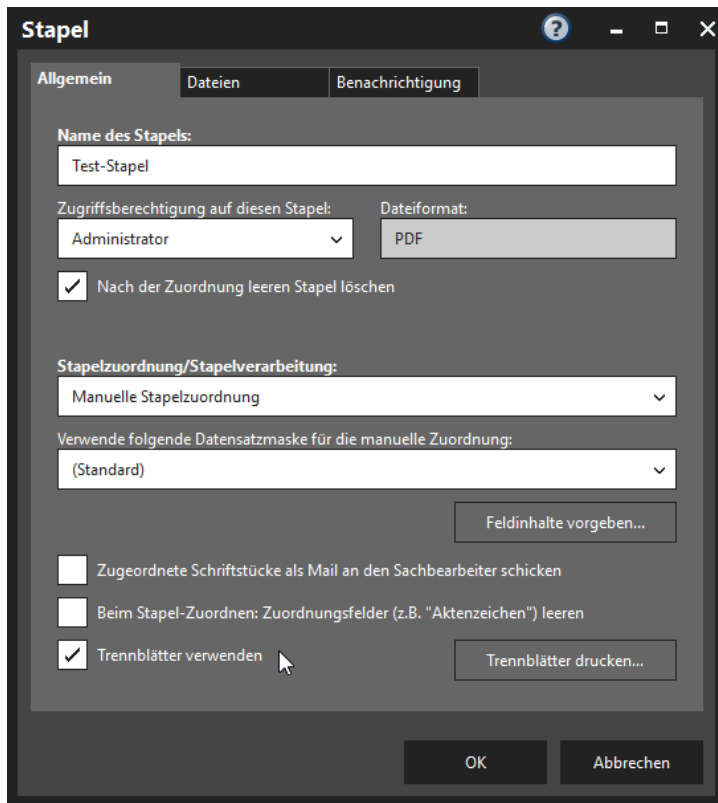 Stapel
Allgemein Dateien Benachrichtigung
Name des Stapels:
Test-Stapel
Zugriffsberechtigung auf diesen Stapel: Dateiformat:
Administrator PDF
Nach der Zuordnung leeren Stapel löschen
Stapelzuordnung/Stapelverarbeitung:
Manuelle Stapelzuordnung
Verwende folgende Datensatzmaske für die manuelle Zuordnung:
(Standard)
Feldinhalte vorgeben...
Zugeordnete Schriftstücke als Mail an den Sachbearbeiter schicken
Beim Stapel-Zuordnen: Zuordnungsfelder (z.B. "Aktenzeichen") leeren
Trennblätter verwenden Trennblätter drucken...
OK Abbrechen